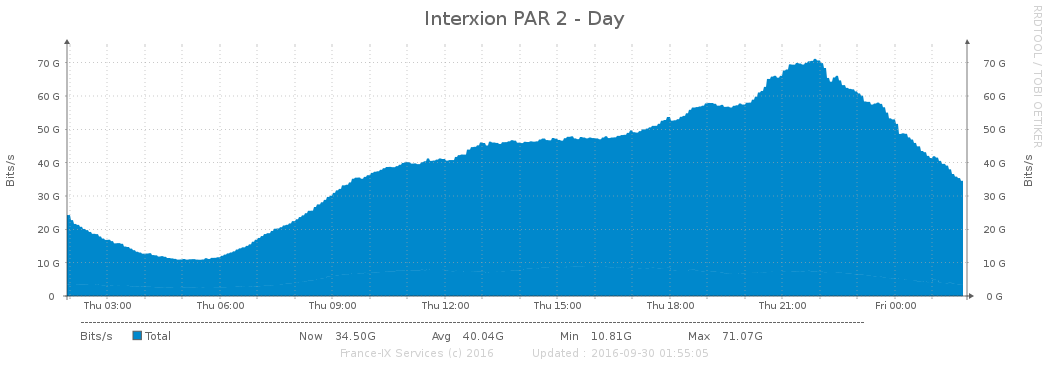 Interxion PAR 2 - Day
RRDTOOL / TOBI OETIKER
Bits/s
70 G 70 G
60 G 60 G
50 G 50 G
40 G 40 G
30 G 30 G
20 G 20 G
10 G 10 G
0 0 G
Bits/s
Thu 03:00 Thu 06:00 Thu 09:00 Thu 12:00 Thu 15:00 Thu 18:00 Thu 21:00 Fri 00:00
Bits/s Total Now 34.50G Avg 40.04G Min 10.81G Max 71.07G
France-IX Services (c) 2016 Updated : 2016-09-30 01:55:05